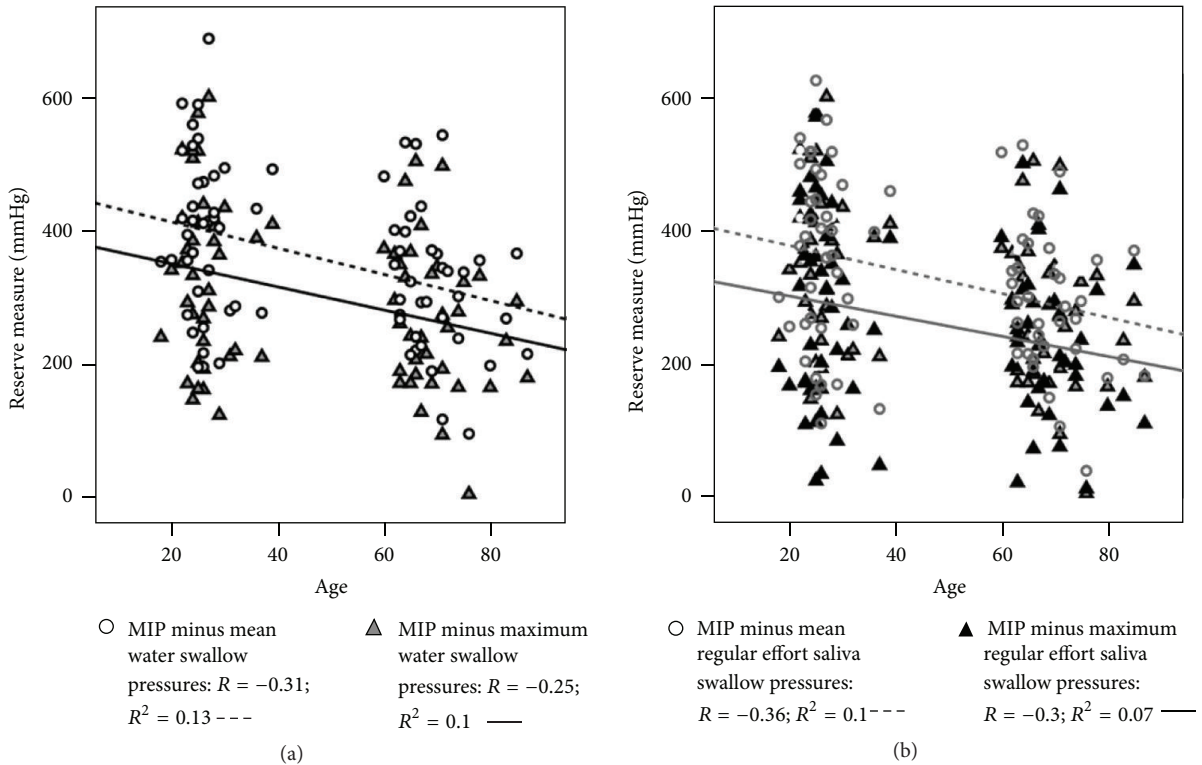 Reserve measure (mmHg)
600
400
200
0
20
40
60
80
Age
MIP minus mean
water swallow
pressures: R = −0.31;
R² = 0.13
MIP minus maximum
water swallow
pressures: R = −0.25;
R² = 0.1
(a)
Reserve measure (mmHg)
600
400
200
0
20
40
60
80
Age
MIP minus mean
regular effort saliva
swallow pressures:
R = −0.36; R² = 0.1
MIP minus maximum
regular effort saliva
swallow pressures:
R = −0.3; R² = 0.07
(b)